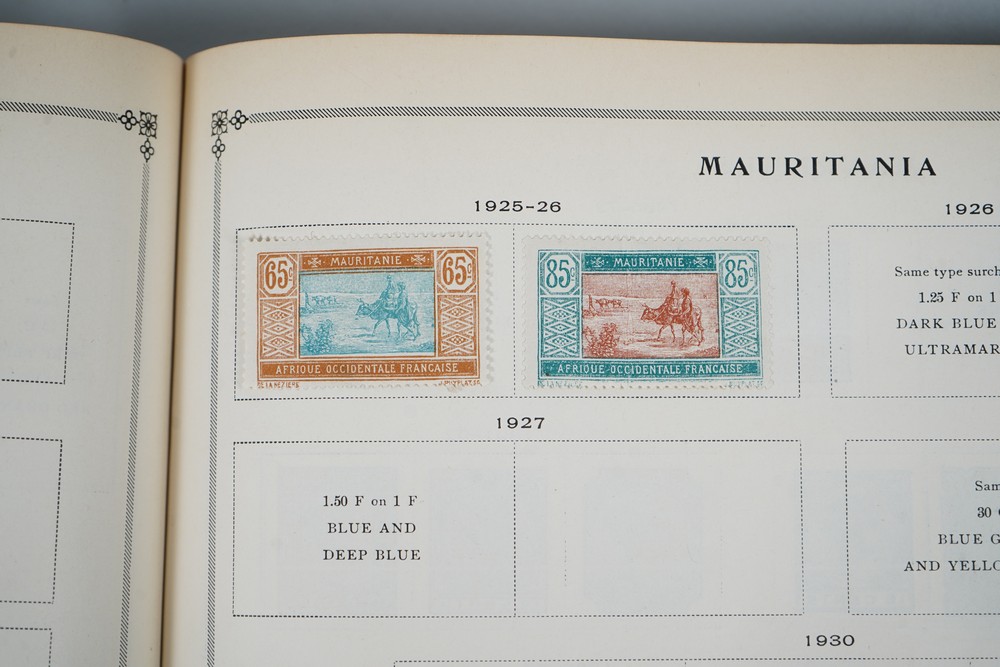 MAURITANIA
1925-26
1926
65c MAURITANIE 65c
AFRIQUE OCCIDENTALE FRANÇAISE
85c MAURITANIE 85c
AFRIQUE OCCIDENTALE FRANÇAISE
Same type surch
1.25 F on 1
DARK BLUE
ULTRAMAR
1927
1.50 F on 1 F
BLUE AND
DEEP BLUE
Sam
30
BLUE G
AND YELLO
1930